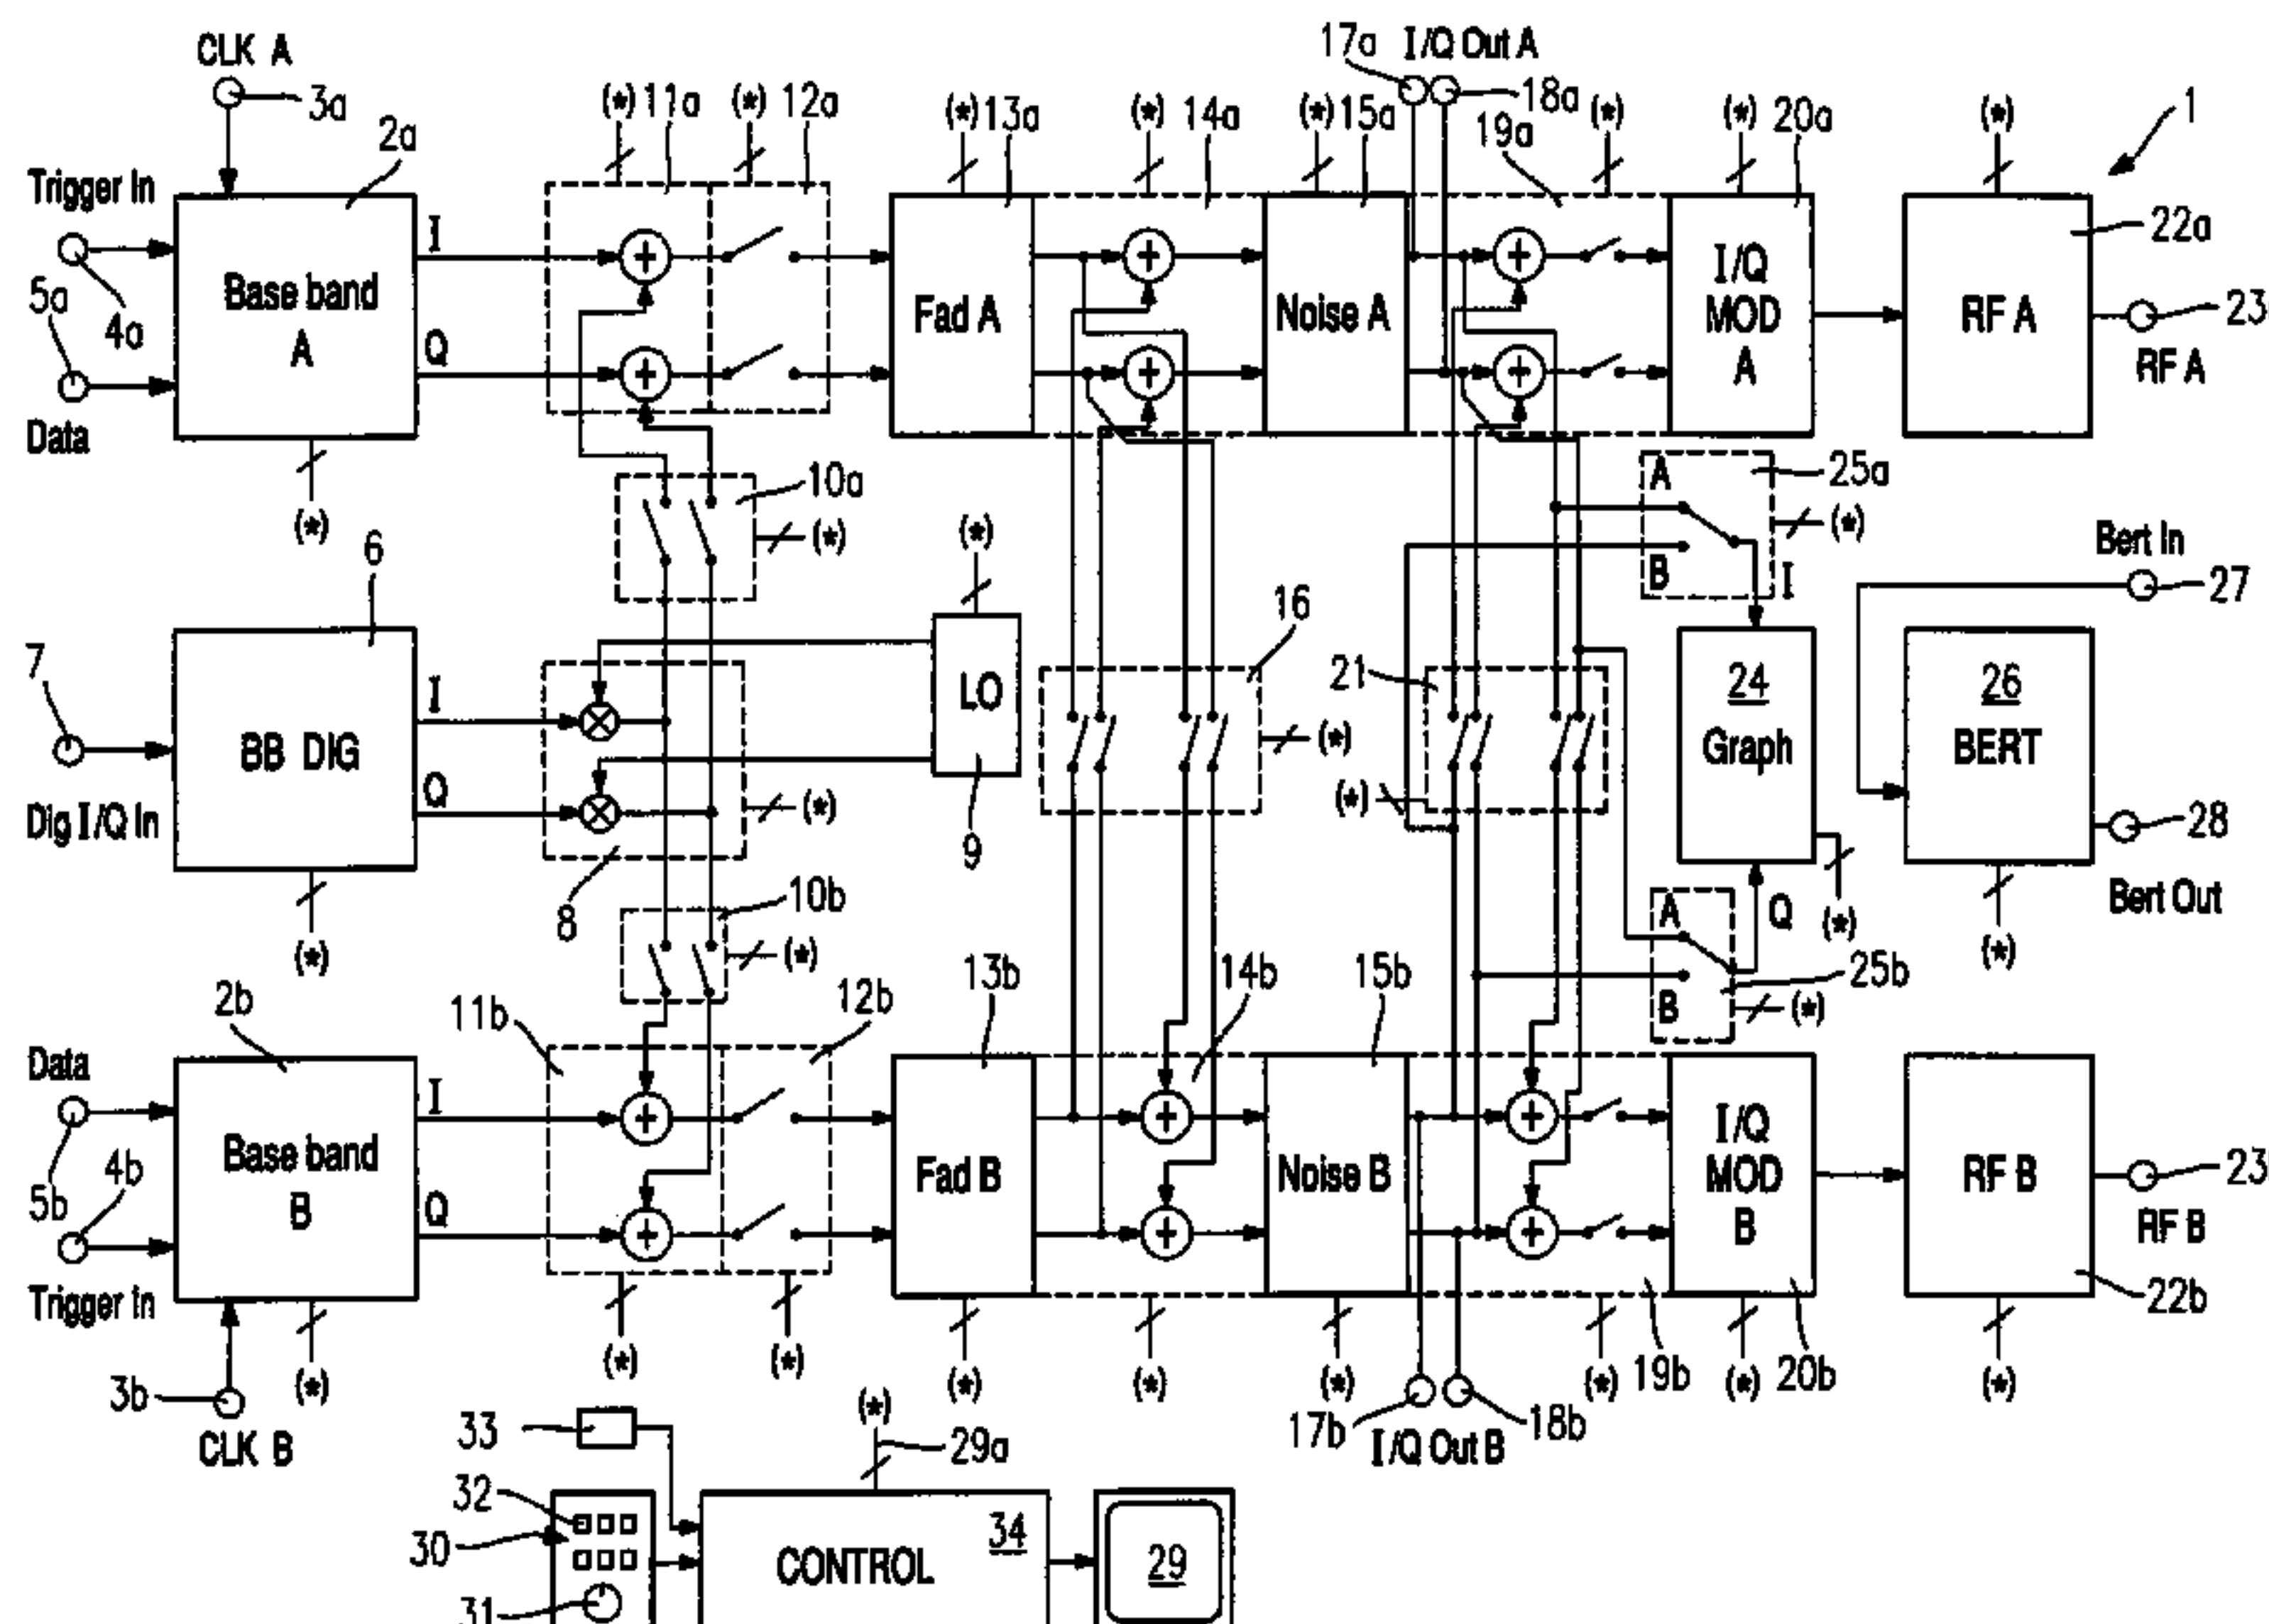 CLK A
3a
2a
Trigger In
4a
5a
Data
Base band
A
I
Q
(*)
(*) 11a
(*) 12a
(*) 13a
(*) 14a
(*) 15a
17a I/Q Out A
18a
19a
(*)
(*) 20a
(*)
1
Fad A
Noise A
I/Q
MOD
A
RF A
22a
23
RF A
10a
(*)
6
7
Dig I/Q In
BB DIG
I
Q
(*)
8
(*)
(*)
LO
9
16
(*)
21
(*)
A
B
25a
(*)
I
24
Graph
(*)
Q
A
B
25b
(*)
Bert In
27
26
BERT
28
Bert Out
(*)
10b
(*)
2b
Data
5b
4b
Trigger In
Base band
B
I
Q
3b
(*)
CLK B
11b
12b
(*)
(*)
13b
Fad B
(*)
14b
(*)
15b
Noise B
(*)
17b
18b
I/Q Out B
(*)
19b
I/Q
MOD
B
(*) 20b
RF B
22b
23
RF B
(*)
33
(*)
29a
32
30
31
CONTROL
34
29